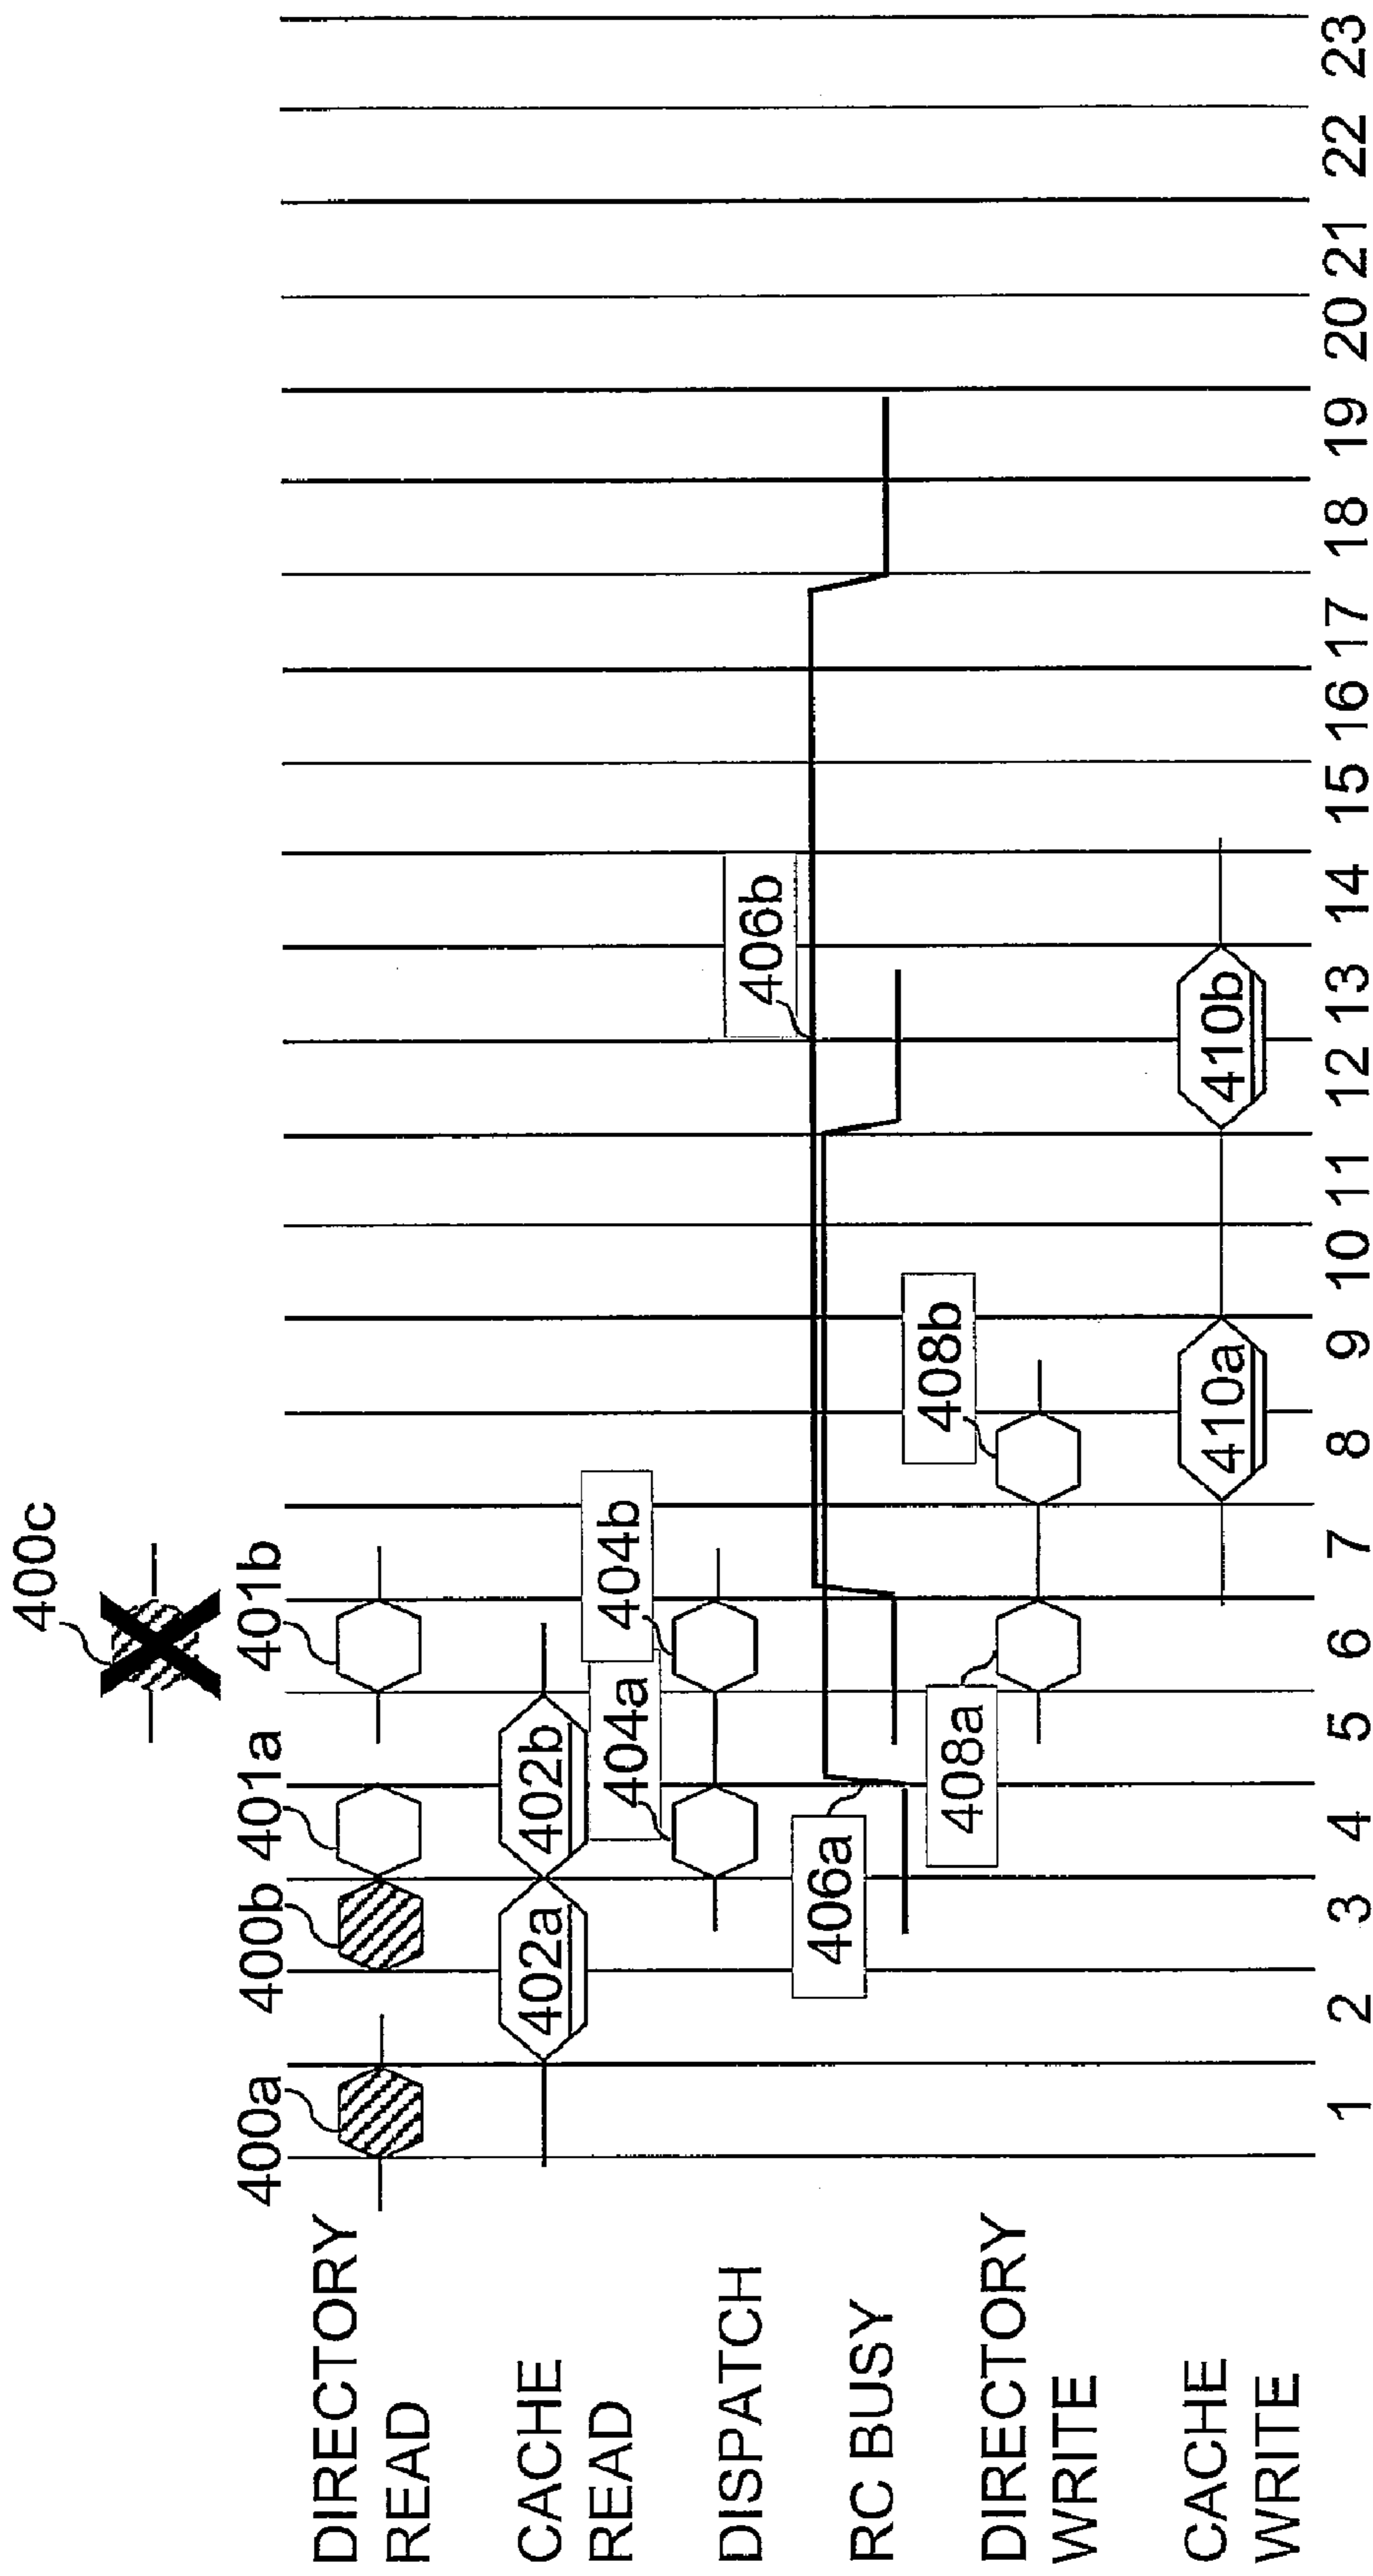 400c
400a 400b 401a 401b
DIRECTORY
READ
CACHE
READ
402a 402b
DISPATCH
404a 404b
RC BUSY
406a 406b
DIRECTORY
WRITE
408a 408b
CACHE
WRITE
410a 410b
1 2 3 4 5 6 7 8 9 10 11 12 13 14 15 16 17 18 19 20 21 22 23